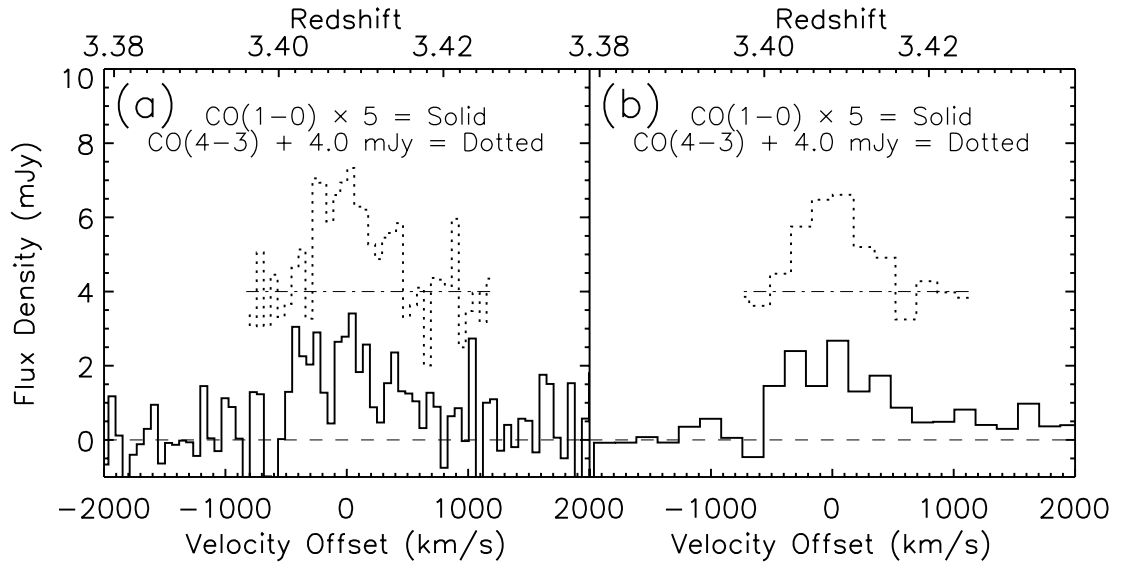 Redshift Redshift
3.38 3.40 3.42 3.38 3.40 3.42
(a) (b)
CO(1−0) × 5 = Solid CO(1−0) × 5 = Solid
CO(4−3) + 4.0 mJy = Dotted CO(4−3) + 4.0 mJy = Dotted
10
8
6
4
2
0
Flux Density (mJy)
−2000 −1000 0 1000 2000 −1000 0 1000 2000
Velocity Offset (km/s) Velocity Offset (km/s)